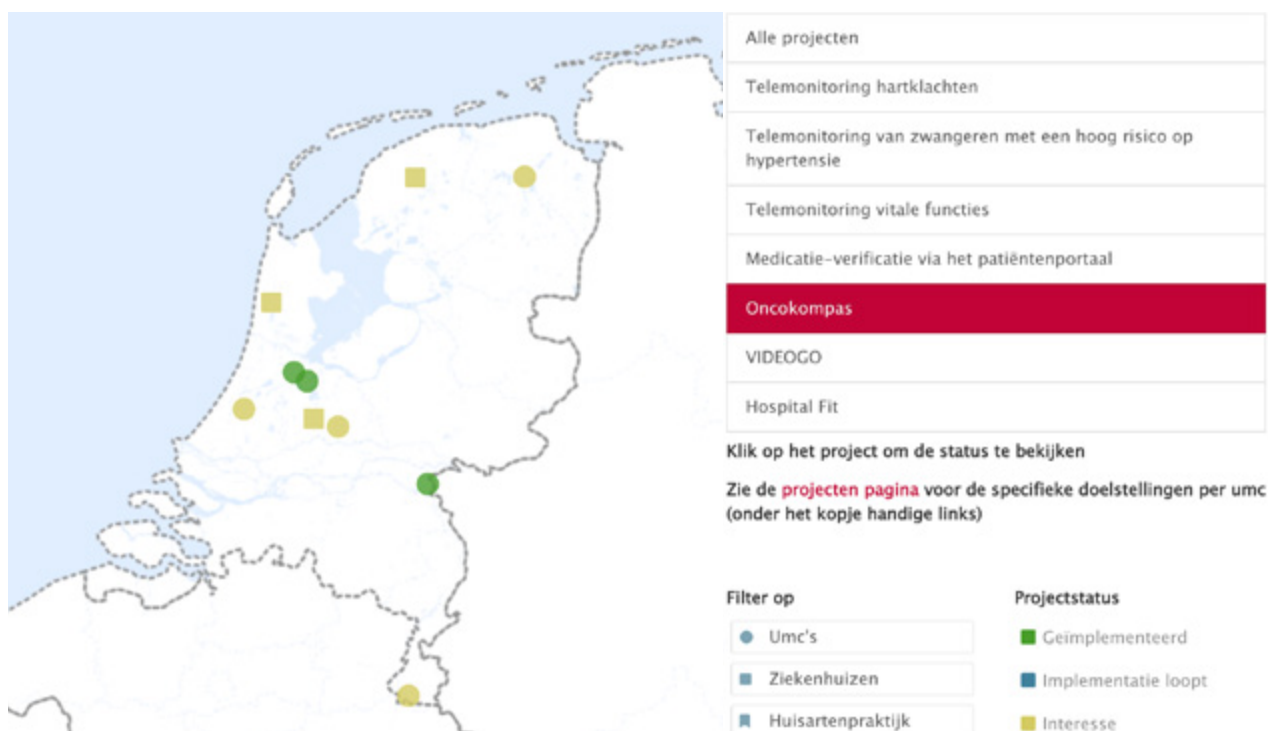 Alle projecten
Telemonitoring hartklachten
Telemonitoring van zwangeren met een hoog risico op
hypertensie
Telemonitoring vitale functies
Medicatie-verificatie via het patiëntenportaal
Oncokompas
VIDEOGO
Hospital Fit
Klik op het project om de status te bekijken
Zie de projecten pagina voor de specifieke doelstellingen per umc
(onder het kopje handige links)
Filter op
Umc's
Ziekenhuizen
Huisartenpraktijk
Projectstatus
Geïmplementeerd
Implementatie loopt
Interesse